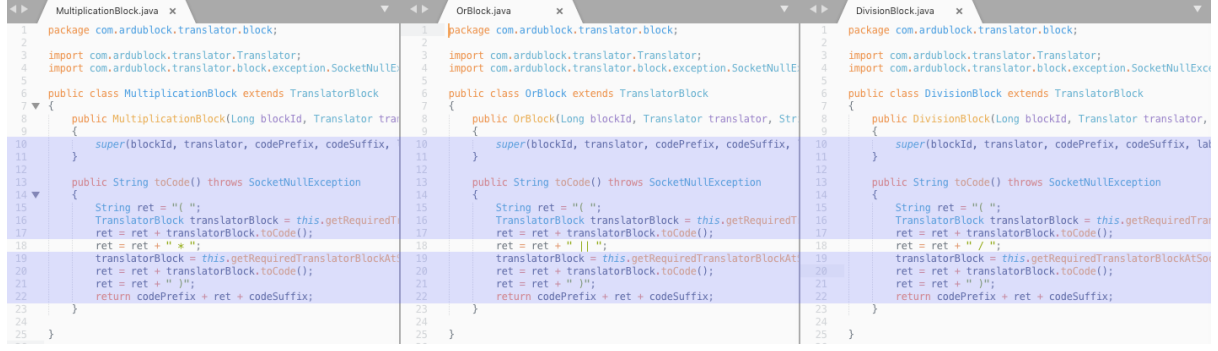 MultiplicationBlock.java ×
1 package com.ardublock.translator.block;
2
3 import com.ardublock.translator.Translator;
4 import com.ardublock.translator.block.exception.SocketNullE
5
6 public class MultiplicationBlock extends TranslatorBlock
7 {
8 public MultiplicationBlock(Long blockId, Translator tra
9 {
10 super(blockId, translator, codePrefix, codeSuffix,
11 }
12
13 public String toCode() throws SocketNullException
14 {
15 String ret = "( ";
16 TranslatorBlock translatorBlock = this.getRequiredT
17 ret = ret + translatorBlock.toCode();
18 ret = ret + " * ";
19 translatorBlock = this.getRequiredTranslatorBlockAt
20 ret = ret + translatorBlock.toCode();
21 ret = ret + " )";
22 return codePrefix + ret + codeSuffix;
23 }
24
25 }
OrBlock.java ×
1 package com.ardublock.translator.block;
2
3 import com.ardublock.translator.Translator;
4 import com.ardublock.translator.block.exception.SocketNullE
5
6 public class OrBlock extends TranslatorBlock
7 {
8 public OrBlock(Long blockId, Translator translator, Str
9 {
10 super(blockId, translator, codePrefix, codeSuffix,
11 }
12
13 public String toCode() throws SocketNullException
14 {
15 String ret = "( ";
16 TranslatorBlock translatorBlock = this.getRequiredT
17 ret = ret + translatorBlock.toCode();
18 ret = ret + " || ";
19 translatorBlock = this.getRequiredTranslatorBlockAt
20 ret = ret + translatorBlock.toCode();
21 ret = ret + " )";
22 return codePrefix + ret + codeSuffix;
23 }
24
25 }
DivisionBlock.java ×
1 package com.ardublock.translator.block;
2
3 import com.ardublock.translator.Translator;
4 import com.ardublock.translator.block.exception.SocketNullExce
5
6 public class DivisionBlock extends TranslatorBlock
7 {
8 public DivisionBlock(Long blockId, Translator translator,
9 {
10 super(blockId, translator, codePrefix, codeSuffix, lab
11 }
12
13 public String toCode() throws SocketNullException
14 {
15 String ret = "( ";
16 TranslatorBlock translatorBlock = this.getRequiredTran
17 ret = ret + translatorBlock.toCode();
18 ret = ret + " / ";
19 translatorBlock = this.getRequiredTranslatorBlockAtSoc
20 ret = ret + translatorBlock.toCode();
21 ret = ret + " )";
22 return codePrefix + ret + codeSuffix;
23 }
24
25 }